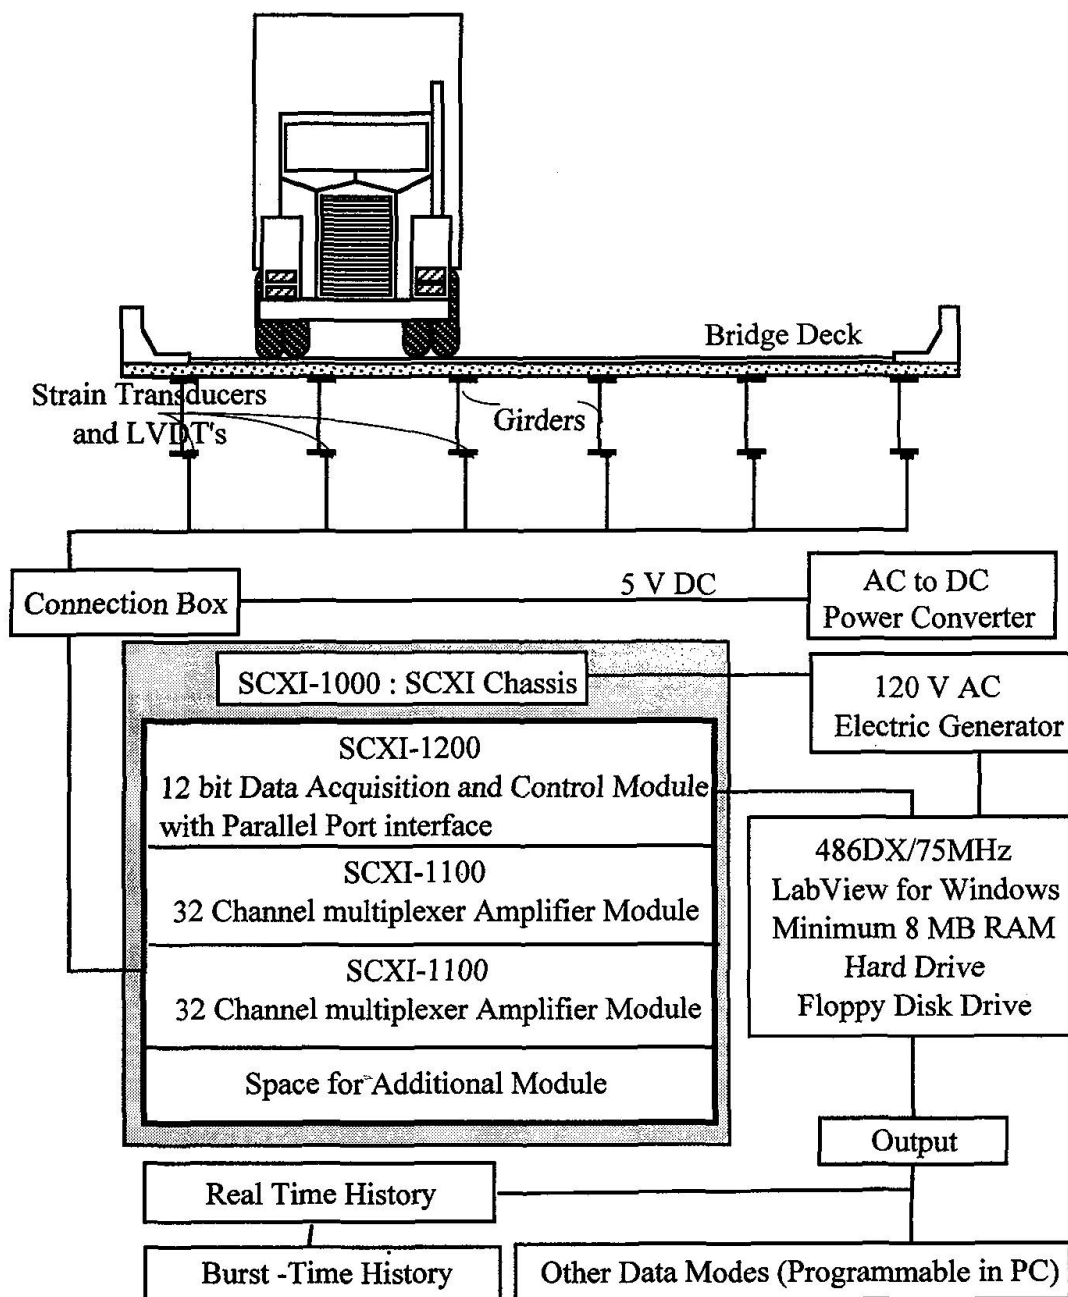 Bridge Deck
Strain Transducers
and LVDT's
Girders
Connection Box
5 V DC
AC to DC
Power Converter
SCXI-1000 : SCXI Chassis
120 V AC
Electric Generator
SCXI-1200
12 bit Data Acquisition and Control Module
with Parallel Port interface
SCXI-1100
32 Channel multiplexer Amplifier Module
SCXI-1100
32 Channel multiplexer Amplifier Module
Space for Additional Module
486DX/75MHz
LabView for Windows
Minimum 8 MB RAM
Hard Drive
Floppy Disk Drive
Output
Real Time History
Burst -Time History
Other Data Modes (Programmable in PC)